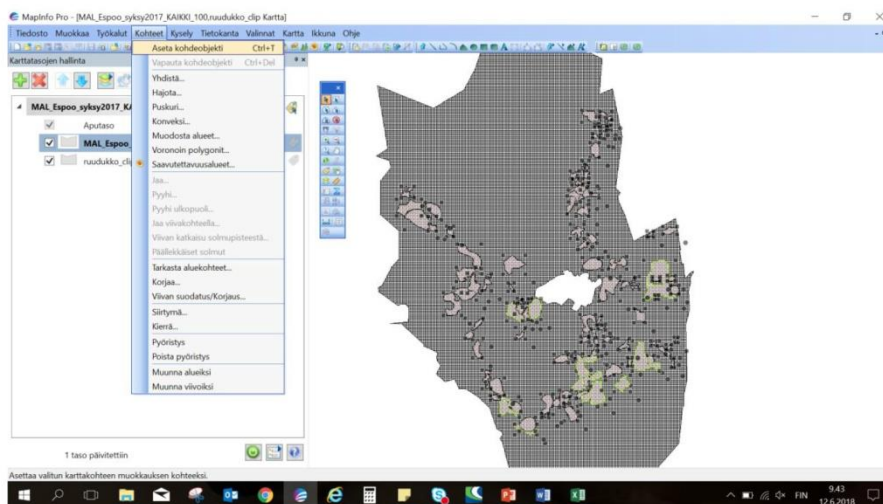 MapInfo Pro - [MAL_Espoo_syksy2017_KAIKKI_100,ruudukko_clip Kartta]
Tiedosto Muokkaa Työkalut Kohteet Kysely Tietokanta Valinnat Kartta Ikkuna Ohje
Karttatasojen hallinta
MAL_Espoo_syksy2017_KA
Aputaso
MAL_Espoo_
ruudukko_clip
Aseta kohdeobjekti Ctrl+T
Vapauta kohdeobjekti Ctrl+Del
Yhdistä...
Hajota...
Puskuri...
Konveksi...
Muodosta alueet...
Voronoin polygonit...
Saavutettavuusalueet...
Jaa...
Pyyhi...
Pyyhi ulkopuoli...
Jaa viivakohteella...
Viivan katkaisu solmupisteestä...
Päällekkäiset solmut
Tarkasta aluekohteet...
Korjaa...
Viivan suodatus/Korjaus...
Siirtymä...
Kierrä...
Pyöristys
Poista pyöristys
Muunna alueiksi
Muunna viivoiksi
1 taso päivitettiin
Asettaa valitun karttakohteen muokkauksen kohteeksi.
FIN
9.43
12.6.2018